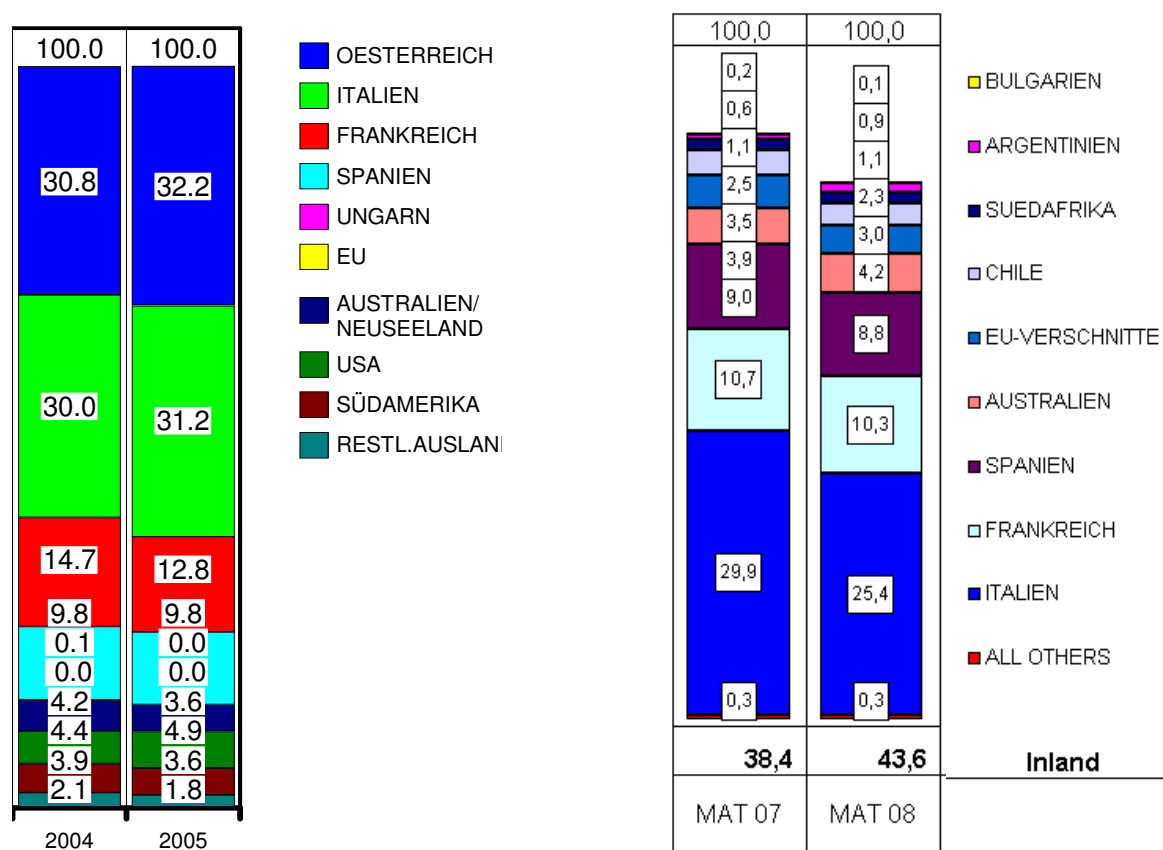 100.0 100.0
30.8 32.2
30.0 31.2
14.7 12.8
9.8 9.8
0.1 0.0
0.0 0.0
4.2 3.6
4.4 4.9
3.9 3.6
2.1 1.8
2004 2005
OESTERREICH
ITALIEN
FRANKREICH
SPANIEN
UNGARN
EU
AUSTRALIEN/
NEUSEELAND
USA
SÜDAMERIKA
RESTL.AUSLAN
100,0 100,0
0,2 0,1
0,6 0,9
1,1 1,1
2,5 2,3
3,5 3,0
3,9 4,2
9,0 8,8
10,7 10,3
29,9 25,4
0,3 0,3
38,4 43,6 Inland
MAT 07 MAT 08
BULGARIEN
ARGENTINIEN
SUEDAFRIKA
CHILE
EU-VERSCHNITTE
AUSTRALIEN
SPANIEN
FRANKREICH
ITALIEN
ALL OTHERS